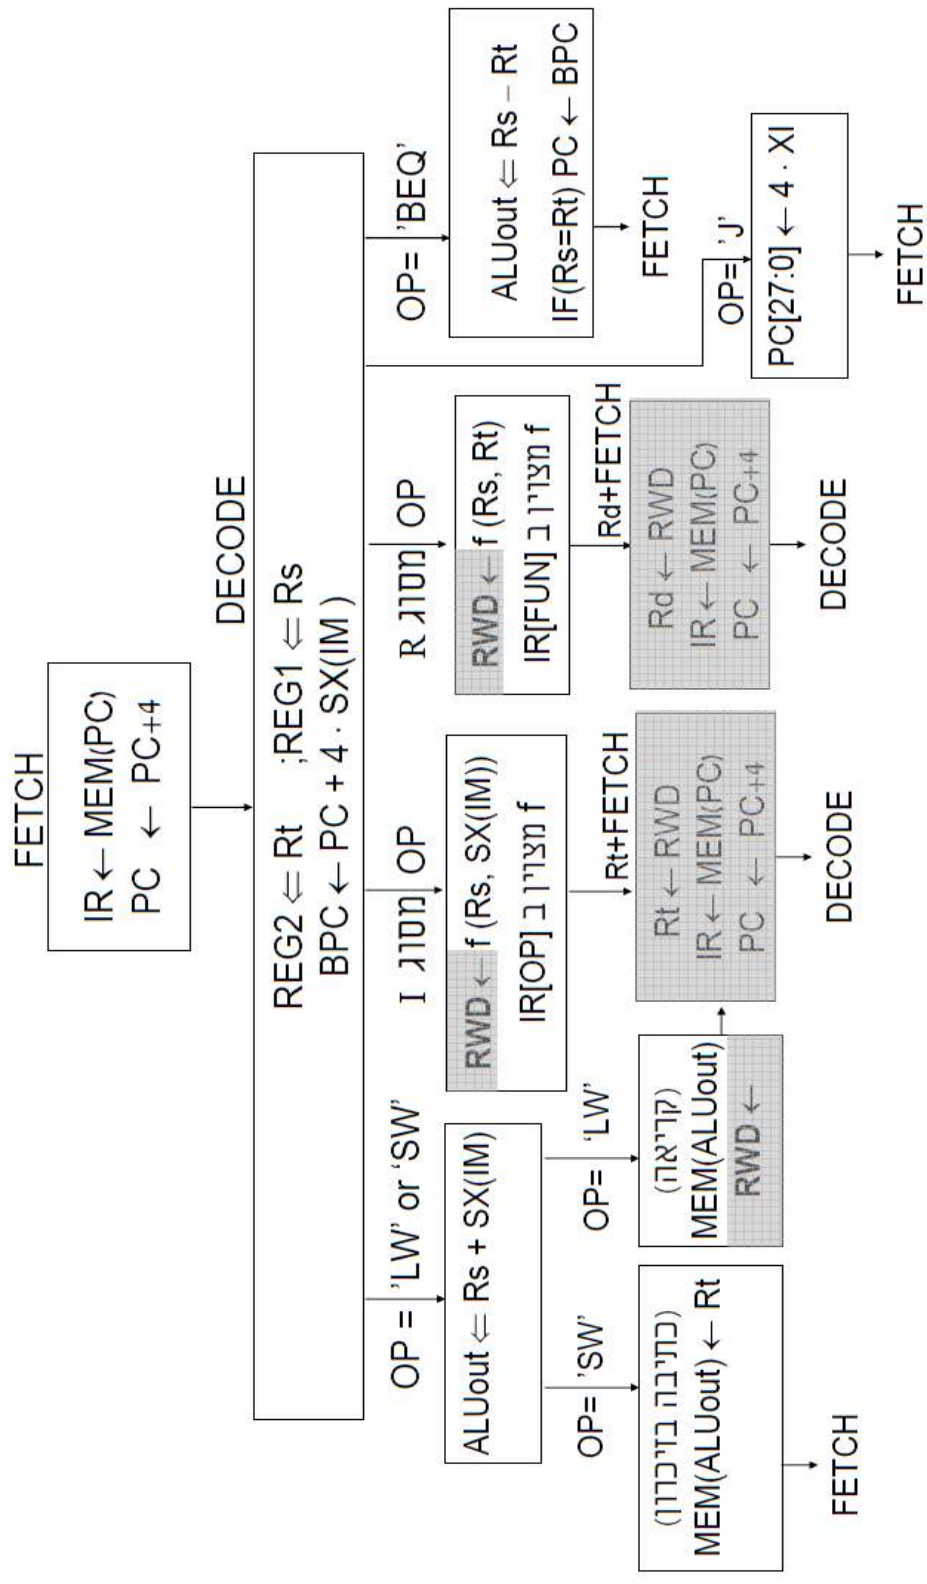 FETCH
IR ← MEM(PC)
PC ← PC+4
DECODE
REG2 ⇐ Rt ;REG1 ⇐ Rs
BPC ← PC + 4 · SX(IM )
OP = 'LW' or 'SW'
ALUout ⇐ Rs + SX(IM)
OP= 'SW'
(כתיבה בזיכרון)
MEM(ALUout) ← Rt
FETCH
OP= 'LW'
(קריאה)
MEM(ALUout)
RWD ←
I מסוג OP
RWD ← f (Rs, SX(IM))
IR[OP] מצוין ב f
Rt+FETCH
Rt ← RWD
IR ← MEM(PC)
PC ← PC+4
DECODE
R מסוג OP
RWD ← f (Rs, Rt)
IR[FUN] מצוין ב f
Rd+FETCH
Rd ← RWD
IR ← MEM(PC)
PC ← PC+4
DECODE
OP= 'BEQ'
ALUout ⇐ Rs – Rt
IF(Rs=Rt) PC ← BPC
FETCH
OP= 'J'
PC[27:0] ← 4 · XI
FETCH